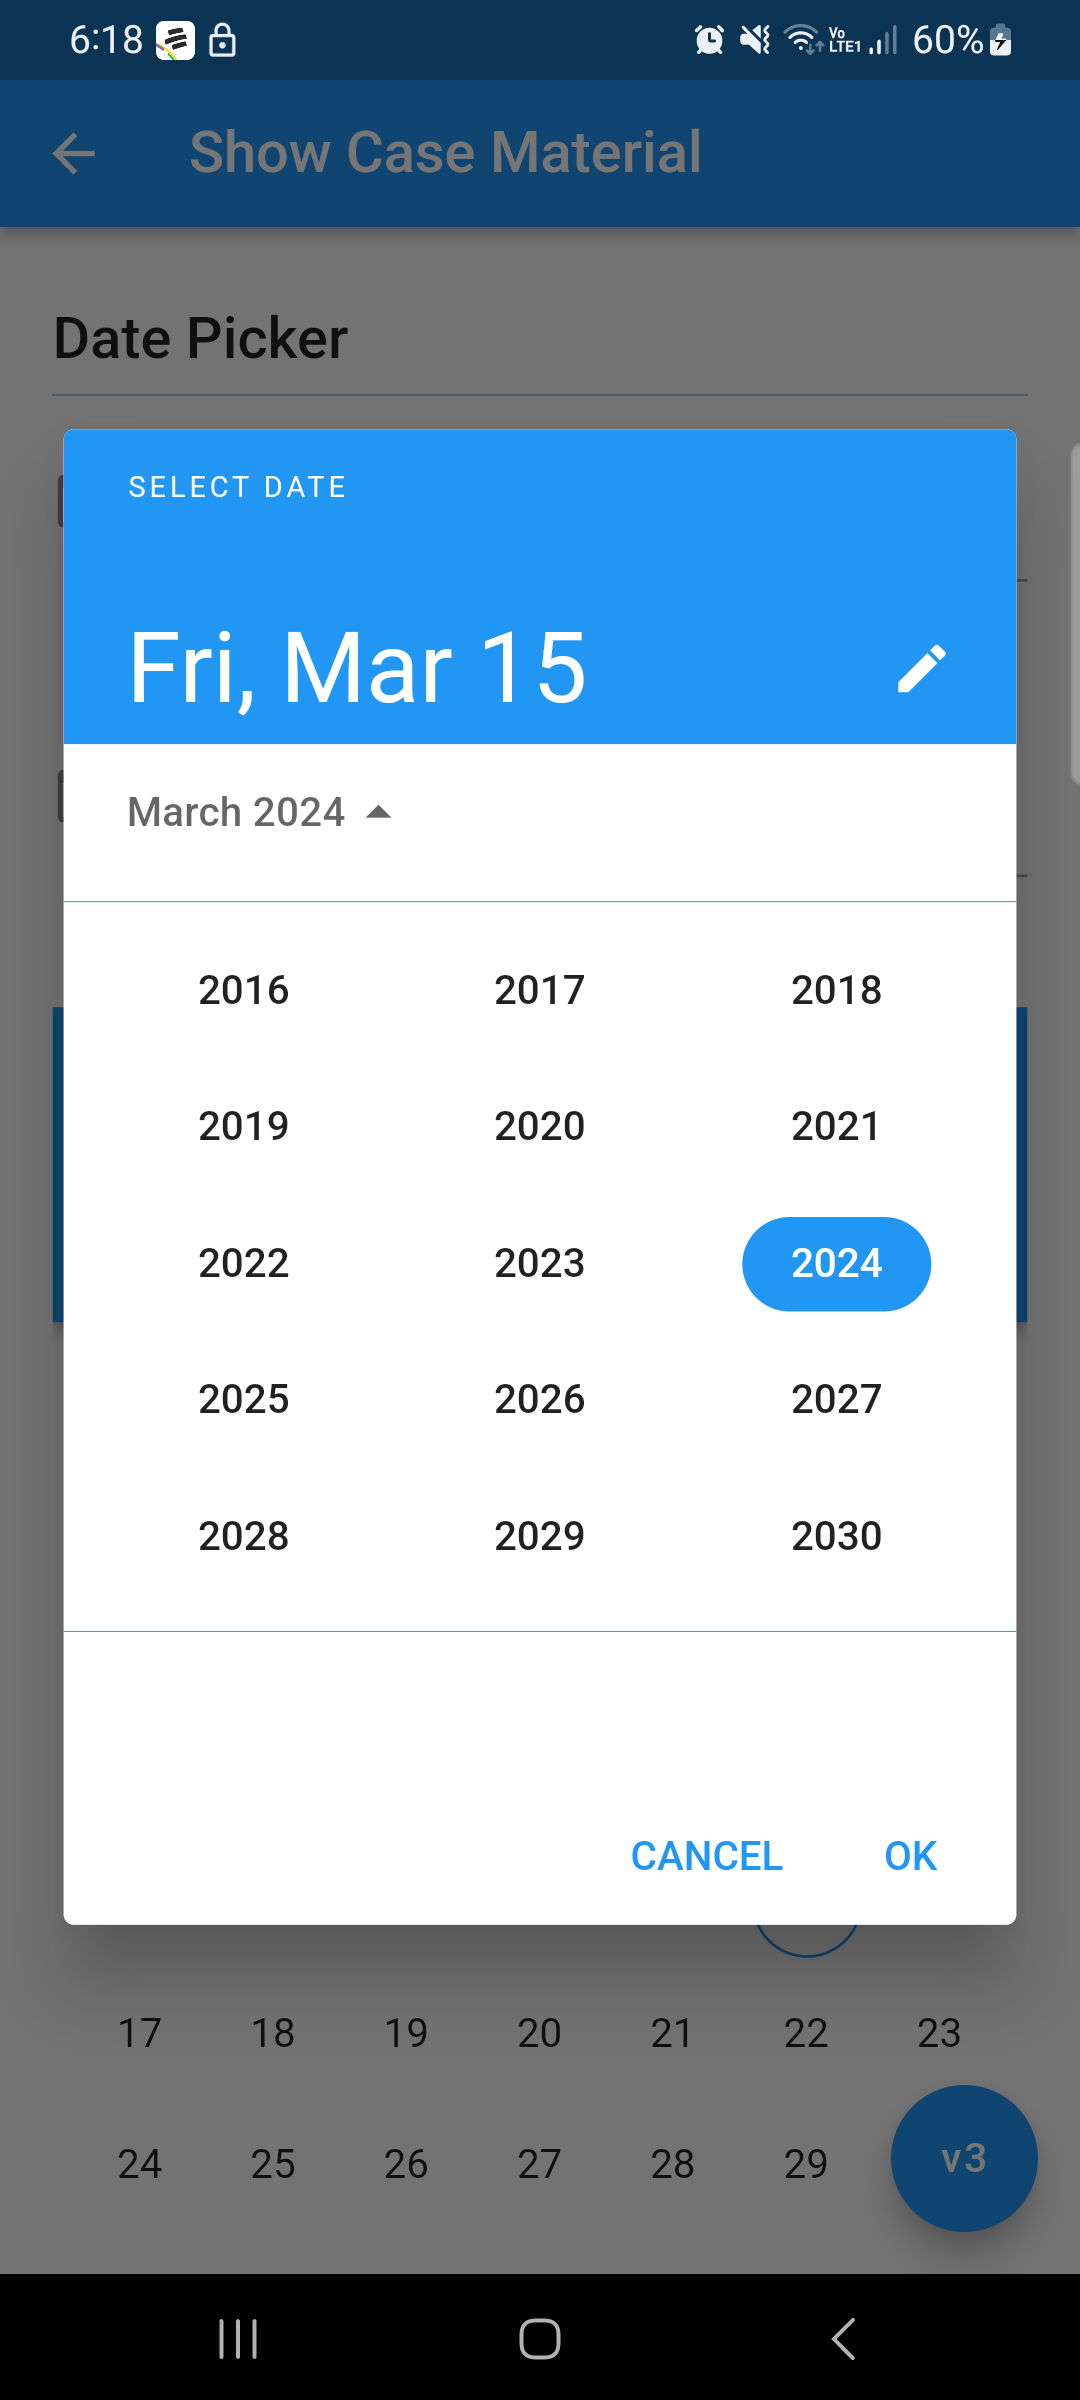 6:18 Vo LTE1 60%
Show Case Material
Date Picker
SELECT DATE
Fri, Mar 15
March 2024
2016 2017 2018
2019 2020 2021
2022 2023 2024
2025 2026 2027
2028 2029 2030
CANCEL OK
17 18 19 20 21 22 23
24 25 26 27 28 29
v3